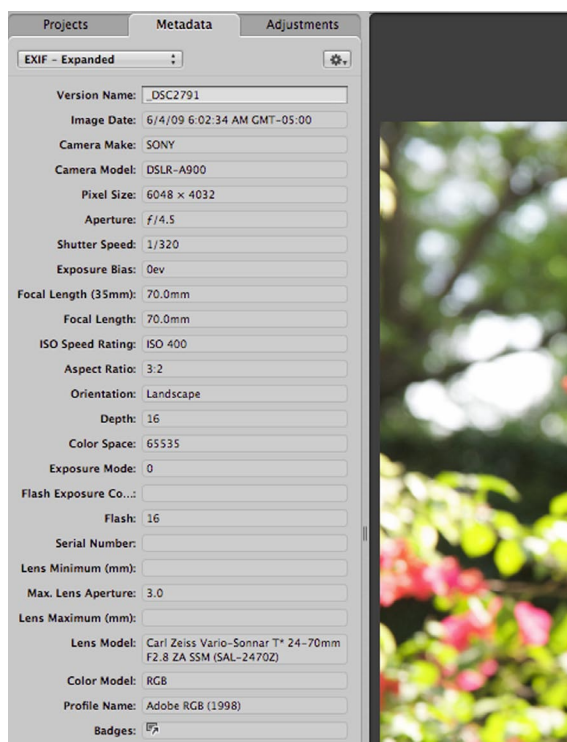 Projects Metadata Adjustments
EXIF - Expanded
Version Name: _DSC2791
Image Date: 6/4/09 6:02:34 AM GMT-05:00
Camera Make: SONY
Camera Model: DSLR-A900
Pixel Size: 6048 × 4032
Aperture: ƒ/4.5
Shutter Speed: 1/320
Exposure Bias: 0ev
Focal Length (35mm): 70.0mm
Focal Length: 70.0mm
ISO Speed Rating: ISO 400
Aspect Ratio: 3:2
Orientation: Landscape
Depth: 16
Color Space: 65535
Exposure Mode: 0
Flash Exposure Co...:
Flash: 16
Serial Number:
Lens Minimum (mm):
Max. Lens Aperture: 3.0
Lens Maximum (mm):
Lens Model: Carl Zeiss Vario-Sonnar T* 24-70mm
F2.8 ZA SSM (SAL-2470Z)
Color Model: RGB
Profile Name: Adobe RGB (1998)
Badges: